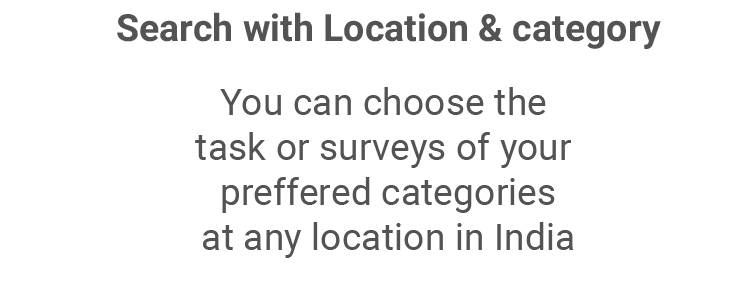 Search with Location & category
You can choose the
task or surveys of your
preffered categories
at any location in India